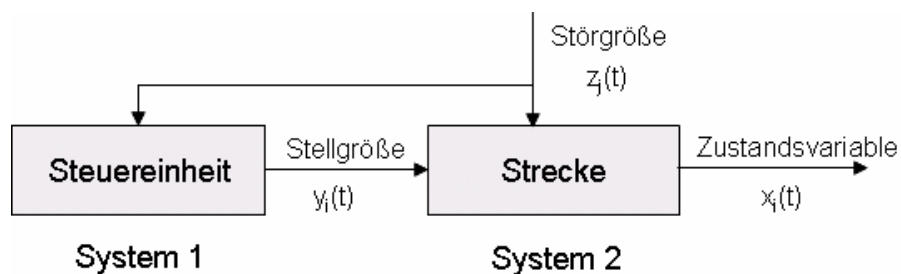 Störgröße
zj(t)
Steuereinheit
Stellgröße
yi(t)
Strecke
Zustandsvariable
xi(t)
System 1
System 2